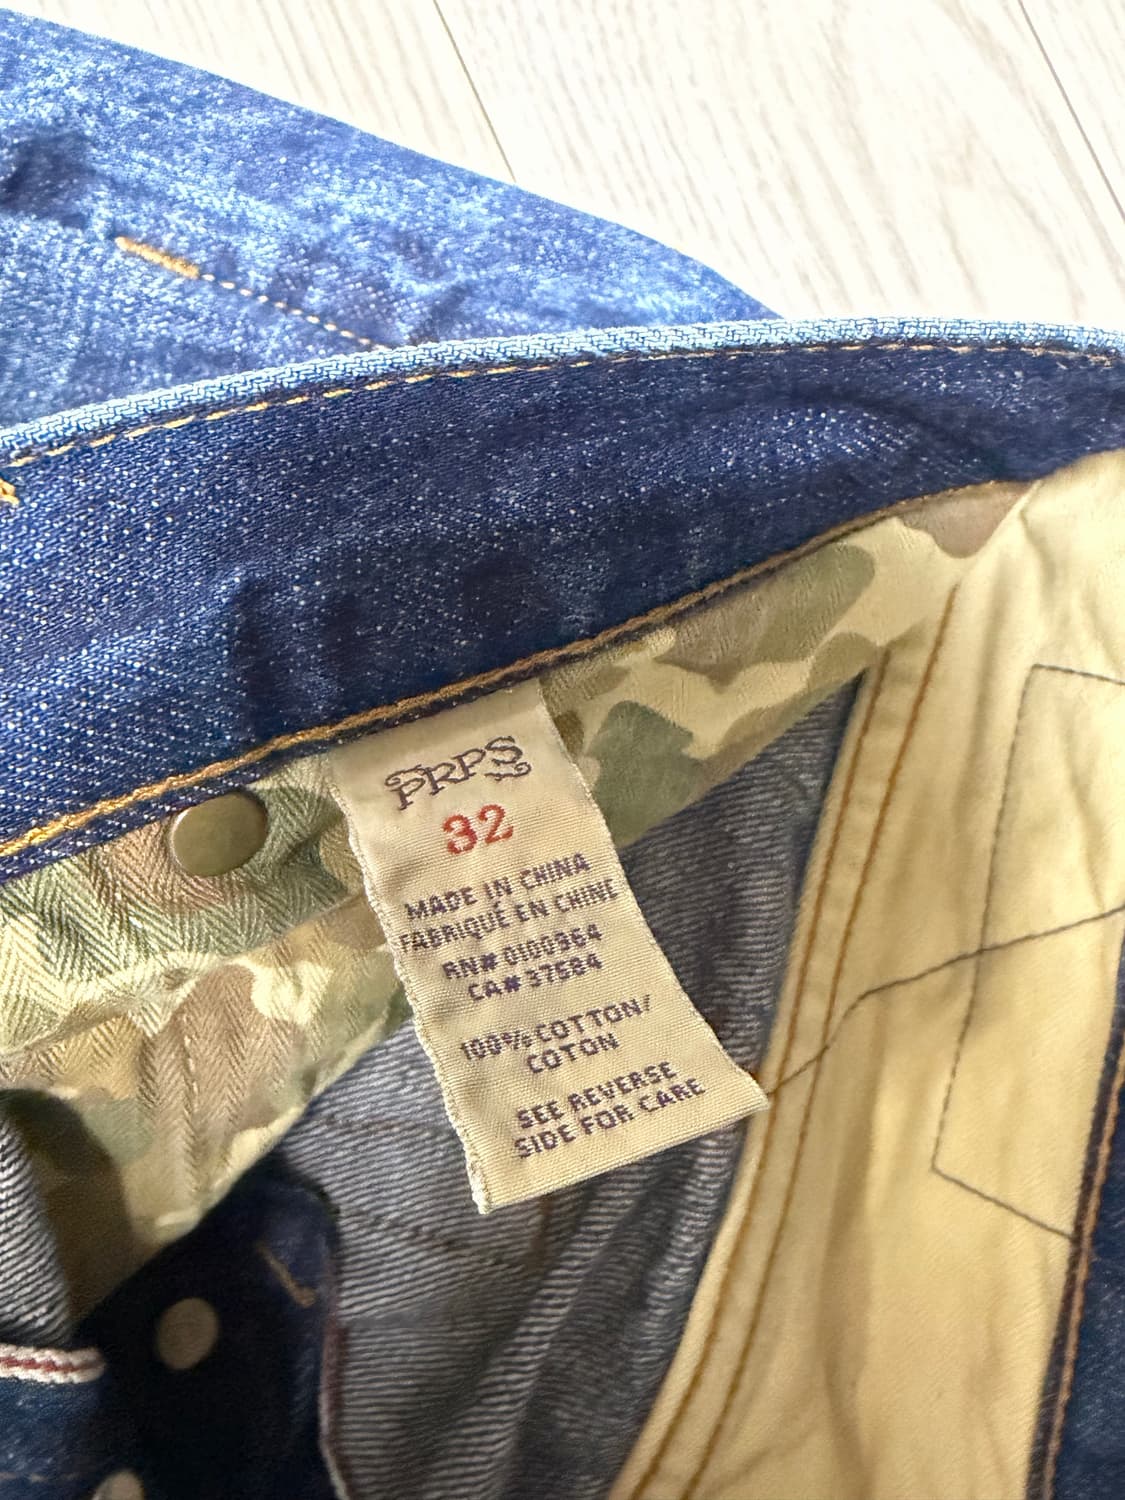 PRPS
32
MADE IN CHINA
FABRIQUÉ EN CHINE
RN# 0100964
CA# 37684
100% COTTON/
COTON
SEE REVERSE
SIDE FOR CARE